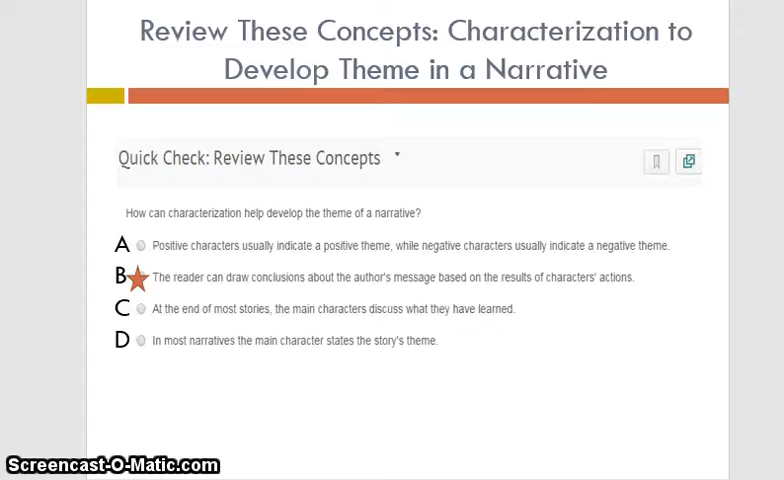 Review These Concepts: Characterization to
Develop Theme in a Narrative
Quick Check: Review These Concepts
How can characterization help develop the theme of a narrative?
A Positive characters usually indicate a positive theme, while negative characters usually indicate a negative theme.
B The reader can draw conclusions about the author's message based on the results of characters' actions.
C At the end of most stories, the main characters discuss what they have learned.
D In most narratives the main character states the story's theme.
Screencast-O-Matic.com